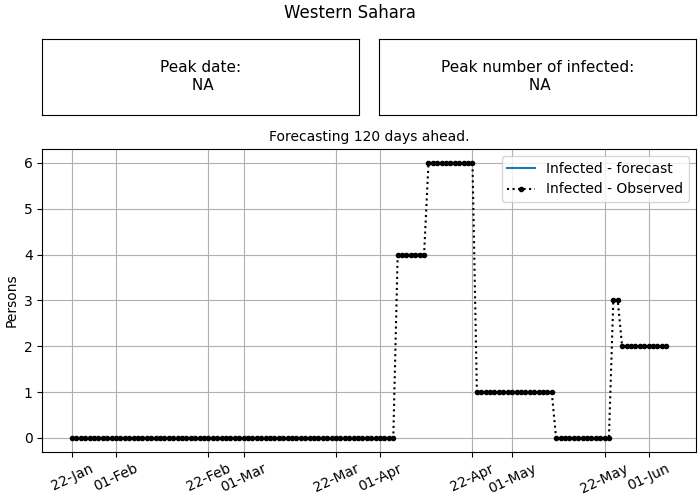 Western Sahara
Peak date:
NA
Peak number of infected:
NA
Forecasting 120 days ahead.
Infected - forecast
Infected - Observed
Persons
6
5
4
3
2
1
0
22-Jan
01-Feb
22-Feb
01-Mar
22-Mar
01-Apr
22-Apr
01-May
22-May
01-Jun